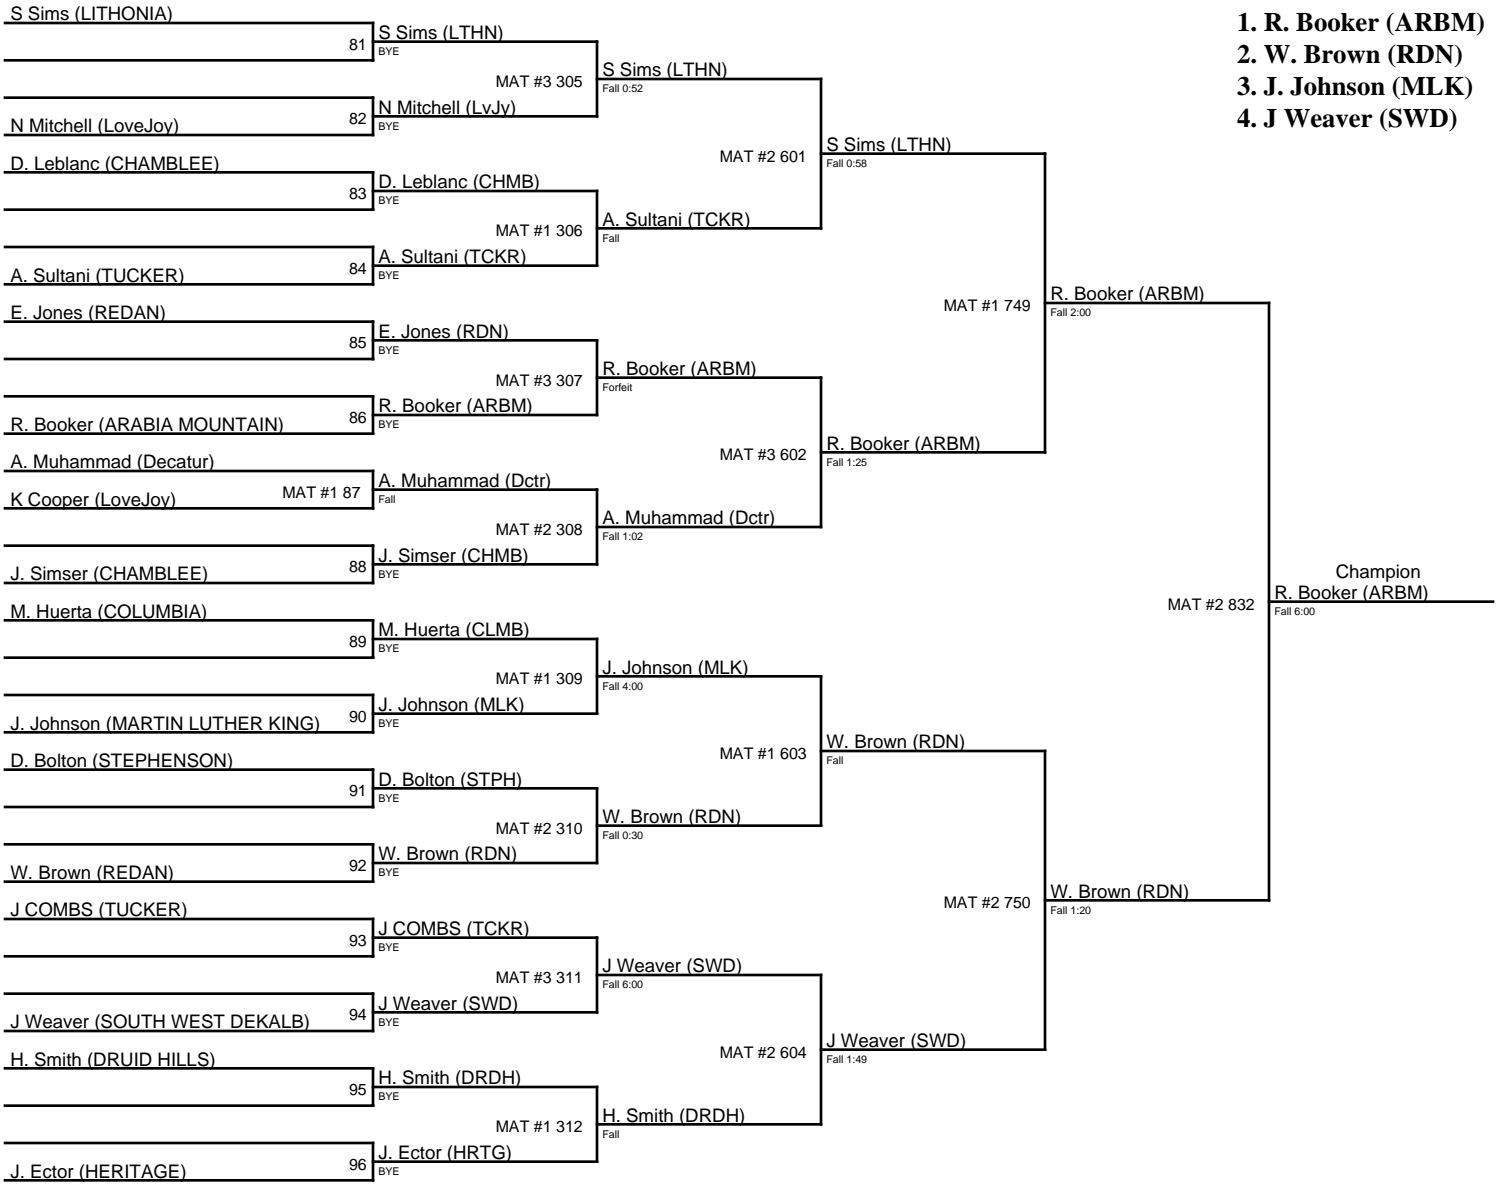 S Sims (LITHONIA)
81
S Sims (LTHN)
BYE
MAT #3 305
S Sims (LTHN)
Fall 0:52
N Mitchell (LoveJoy)
82
N Mitchell (LvJy)
BYE
MAT #2 601
S Sims (LTHN)
Fall 0:58
D. Leblanc (CHAMBLEE)
83
D. Leblanc (CHMB)
BYE
MAT #1 306
A. Sultani (TCKR)
Fall
A. Sultani (TUCKER)
84
A. Sultani (TCKR)
BYE
MAT #1 749
R. Booker (ARBM)
Fall 2:00
E. Jones (REDAN)
85
E. Jones (RDN)
BYE
MAT #3 307
R. Booker (ARBM)
Forfeit
R. Booker (ARABIA MOUNTAIN)
86
R. Booker (ARBM)
BYE
MAT #3 602
R. Booker (ARBM)
Fall 1:25
A. Muhammad (Decatur)
K Cooper (LoveJoy)
MAT #1 87
A. Muhammad (Dctr)
Fall
MAT #2 308
A. Muhammad (Dctr)
Fall 1:02
J. Simser (CHAMBLEE)
88
J. Simser (CHMB)
BYE
MAT #2 832
Champion
R. Booker (ARBM)
Fall 6:00
M. Huerta (COLUMBIA)
89
M. Huerta (CLMB)
BYE
MAT #1 309
J. Johnson (MLK)
Fall 4:00
J. Johnson (MARTIN LUTHER KING)
90
J. Johnson (MLK)
BYE
MAT #1 603
W. Brown (RDN)
Fall
D. Bolton (STEPHENSON)
91
D. Bolton (STPH)
BYE
MAT #2 310
W. Brown (RDN)
Fall 0:30
W. Brown (REDAN)
92
W. Brown (RDN)
BYE
MAT #2 750
W. Brown (RDN)
Fall 1:20
J COMBS (TUCKER)
93
J COMBS (TCKR)
BYE
MAT #3 311
J Weaver (SWD)
Fall 6:00
J Weaver (SOUTH WEST DEKALB)
94
J Weaver (SWD)
BYE
MAT #2 604
J Weaver (SWD)
Fall 1:49
H. Smith (DRUID HILLS)
95
H. Smith (DRDH)
BYE
MAT #1 312
H. Smith (DRDH)
Fall
J. Ector (HERITAGE)
96
J. Ector (HRTG)
BYE
1. R. Booker (ARBM)
2. W. Brown (RDN)
3. J. Johnson (MLK)
4. J Weaver (SWD)